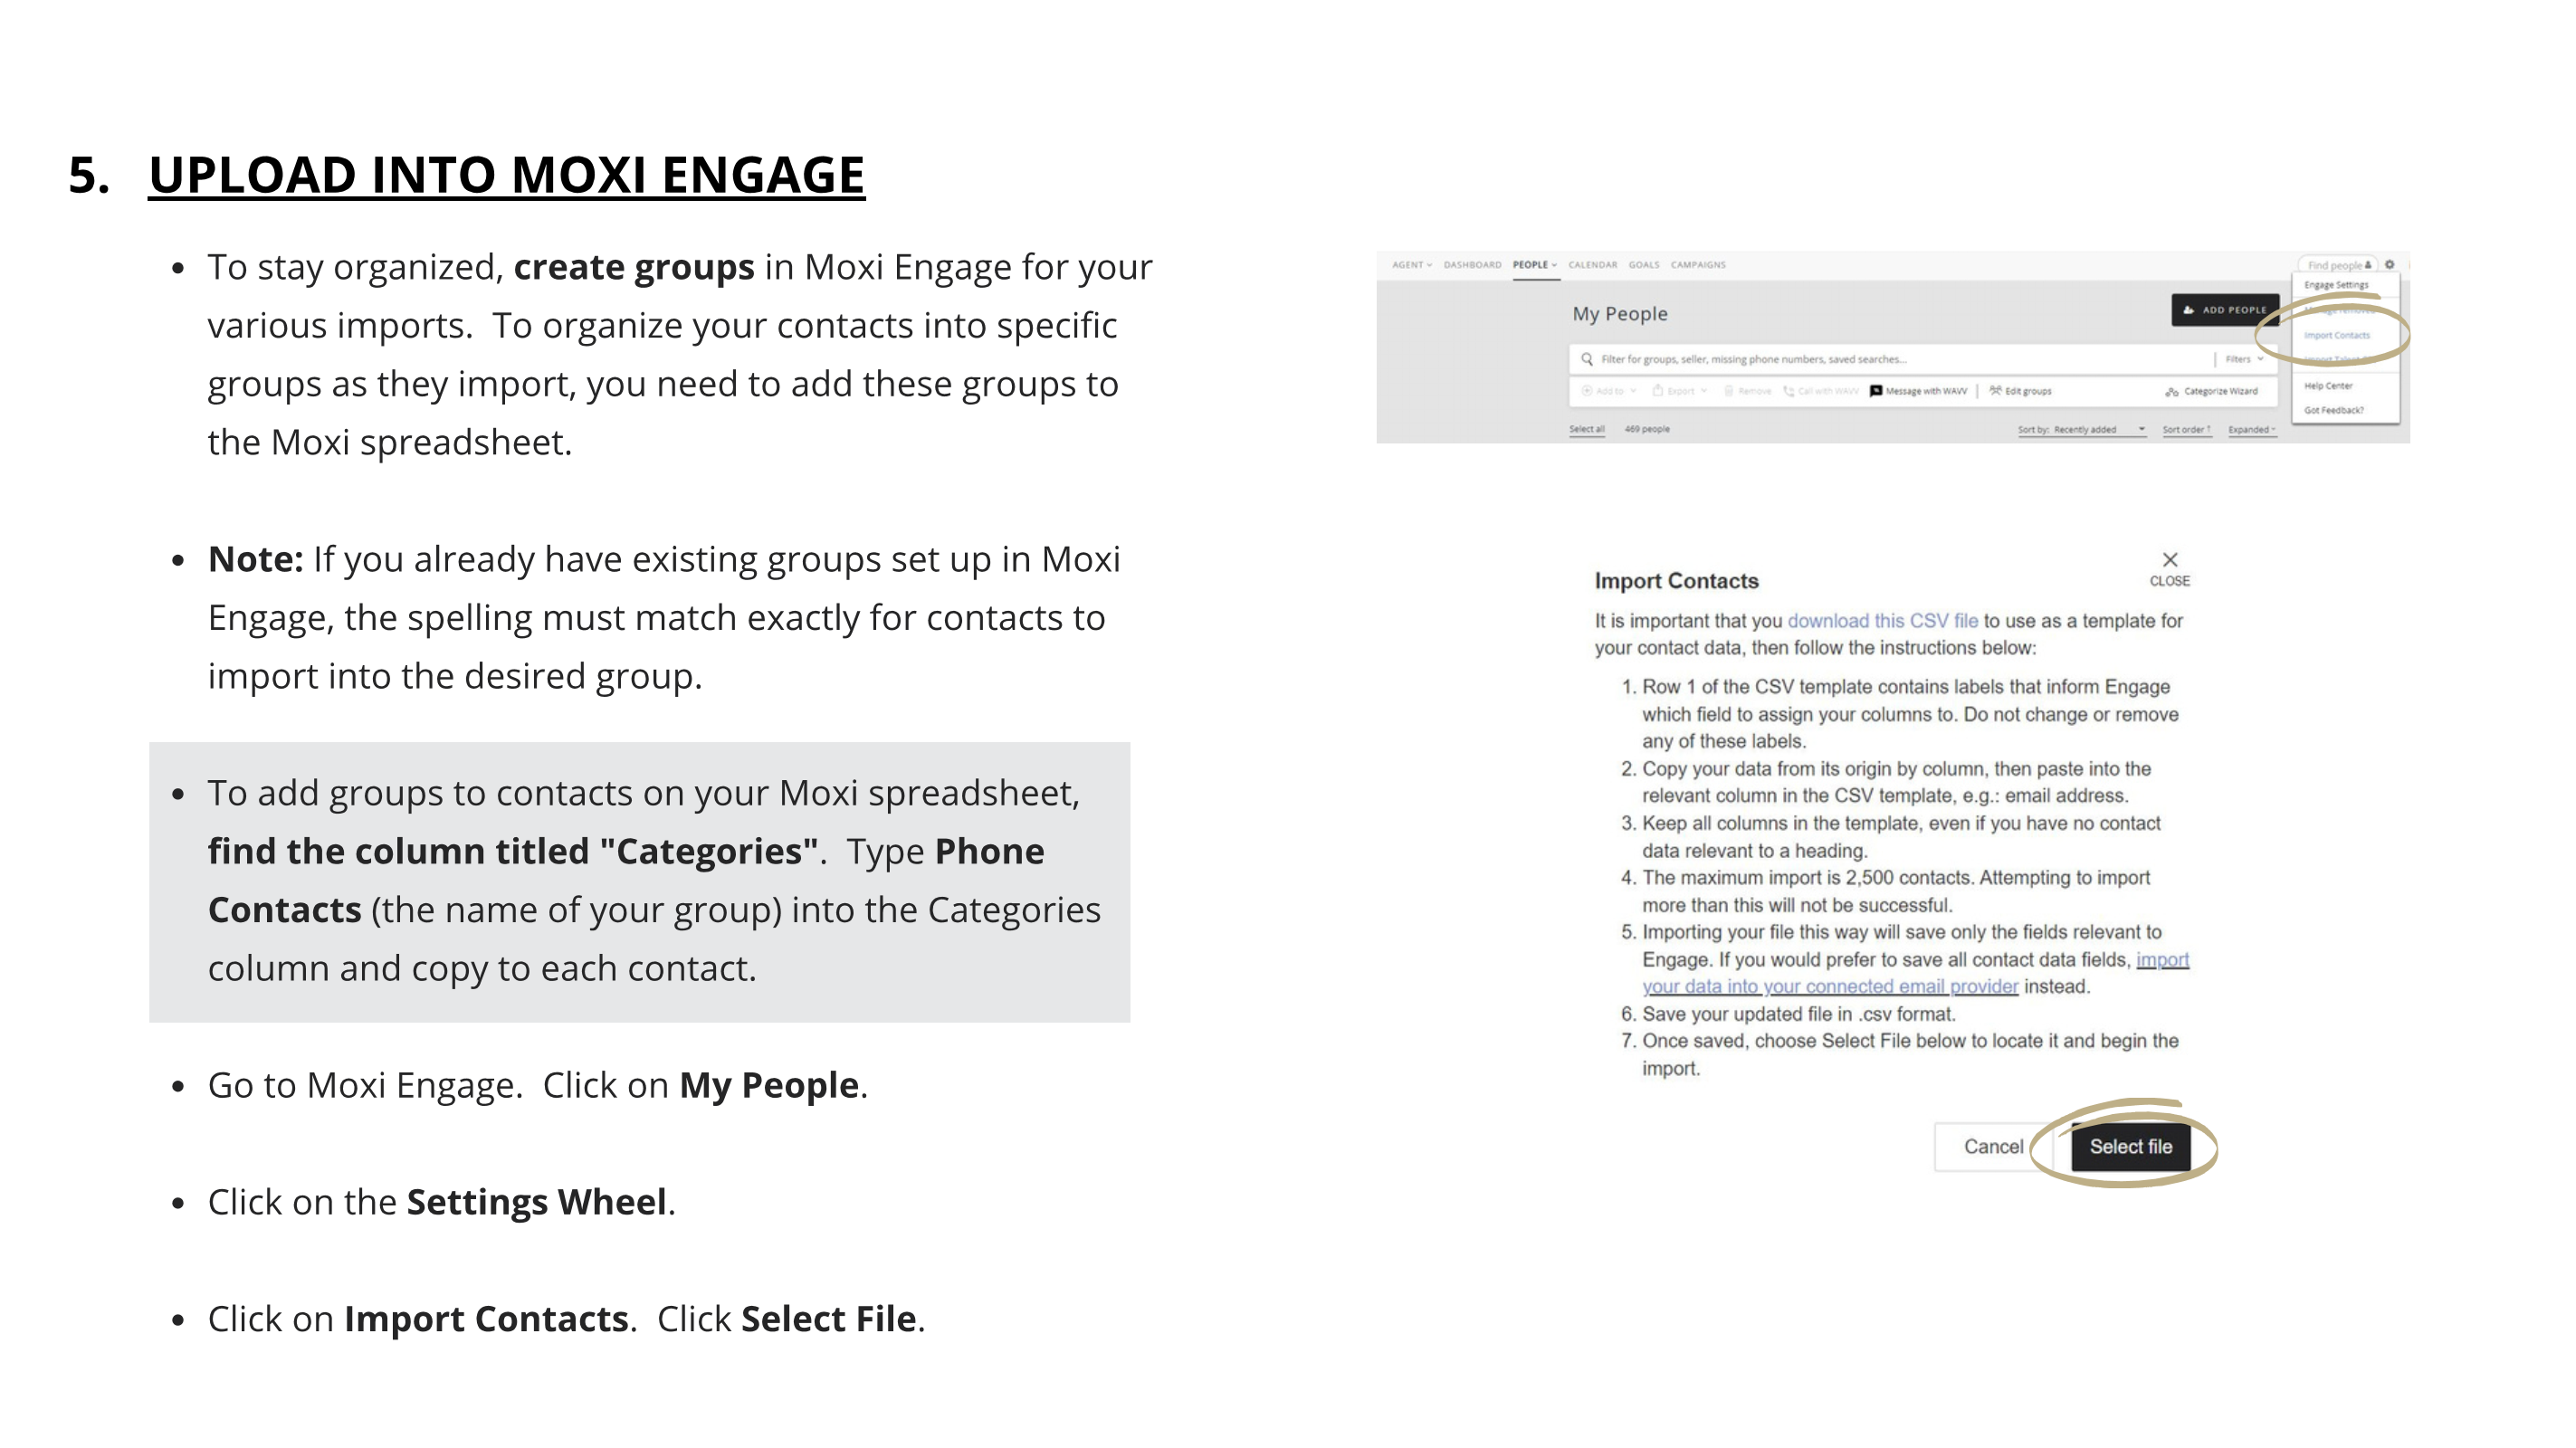 5. UPLOAD INTO MOXI ENGAGE
• To stay organized, create groups in Moxi Engage for your
various imports.  To organize your contacts into specific
groups as they import, you need to add these groups to
the Moxi spreadsheet.
• Note: If you already have existing groups set up in Moxi
Engage, the spelling must match exactly for contacts to
import into the desired group.
• To add groups to contacts on your Moxi spreadsheet,
find the column titled "Categories".  Type Phone
Contacts (the name of your group) into the Categories
column and copy to each contact.
• Go to Moxi Engage.  Click on My People.
• Click on the Settings Wheel.
• Click on Import Contacts.  Click Select File.
AGENT DASHBOARD PEOPLE CALENDAR GOALS CAMPAIGNS Find people
Engage Settings
My People
ADD PEOPLE
Import Contacts
Filter for groups, seller, missing phone numbers, saved searches... Filters
Help Center
Add to Export Remove Call with WAVV Message with WAVV Edit groups Categorize Wizard
Got Feedback?
Select all 469 people Sort by: Recently added Sort order Expanded
CLOSE
Import Contacts
It is important that you download this CSV file to use as a template for
your contact data, then follow the instructions below:
1. Row 1 of the CSV template contains labels that inform Engage
which field to assign your columns to. Do not change or remove
any of these labels.
2. Copy your data from its origin by column, then paste into the
relevant column in the CSV template, e.g.: email address.
3. Keep all columns in the template, even if you have no contact
data relevant to a heading.
4. The maximum import is 2,500 contacts. Attempting to import
more than this will not be successful.
5. Importing your file this way will save only the fields relevant to
Engage. If you would prefer to save all contact data fields, import
your data into your connected email provider instead.
6. Save your updated file in .csv format.
7. Once saved, choose Select File below to locate it and begin the
import.
Cancel Select file